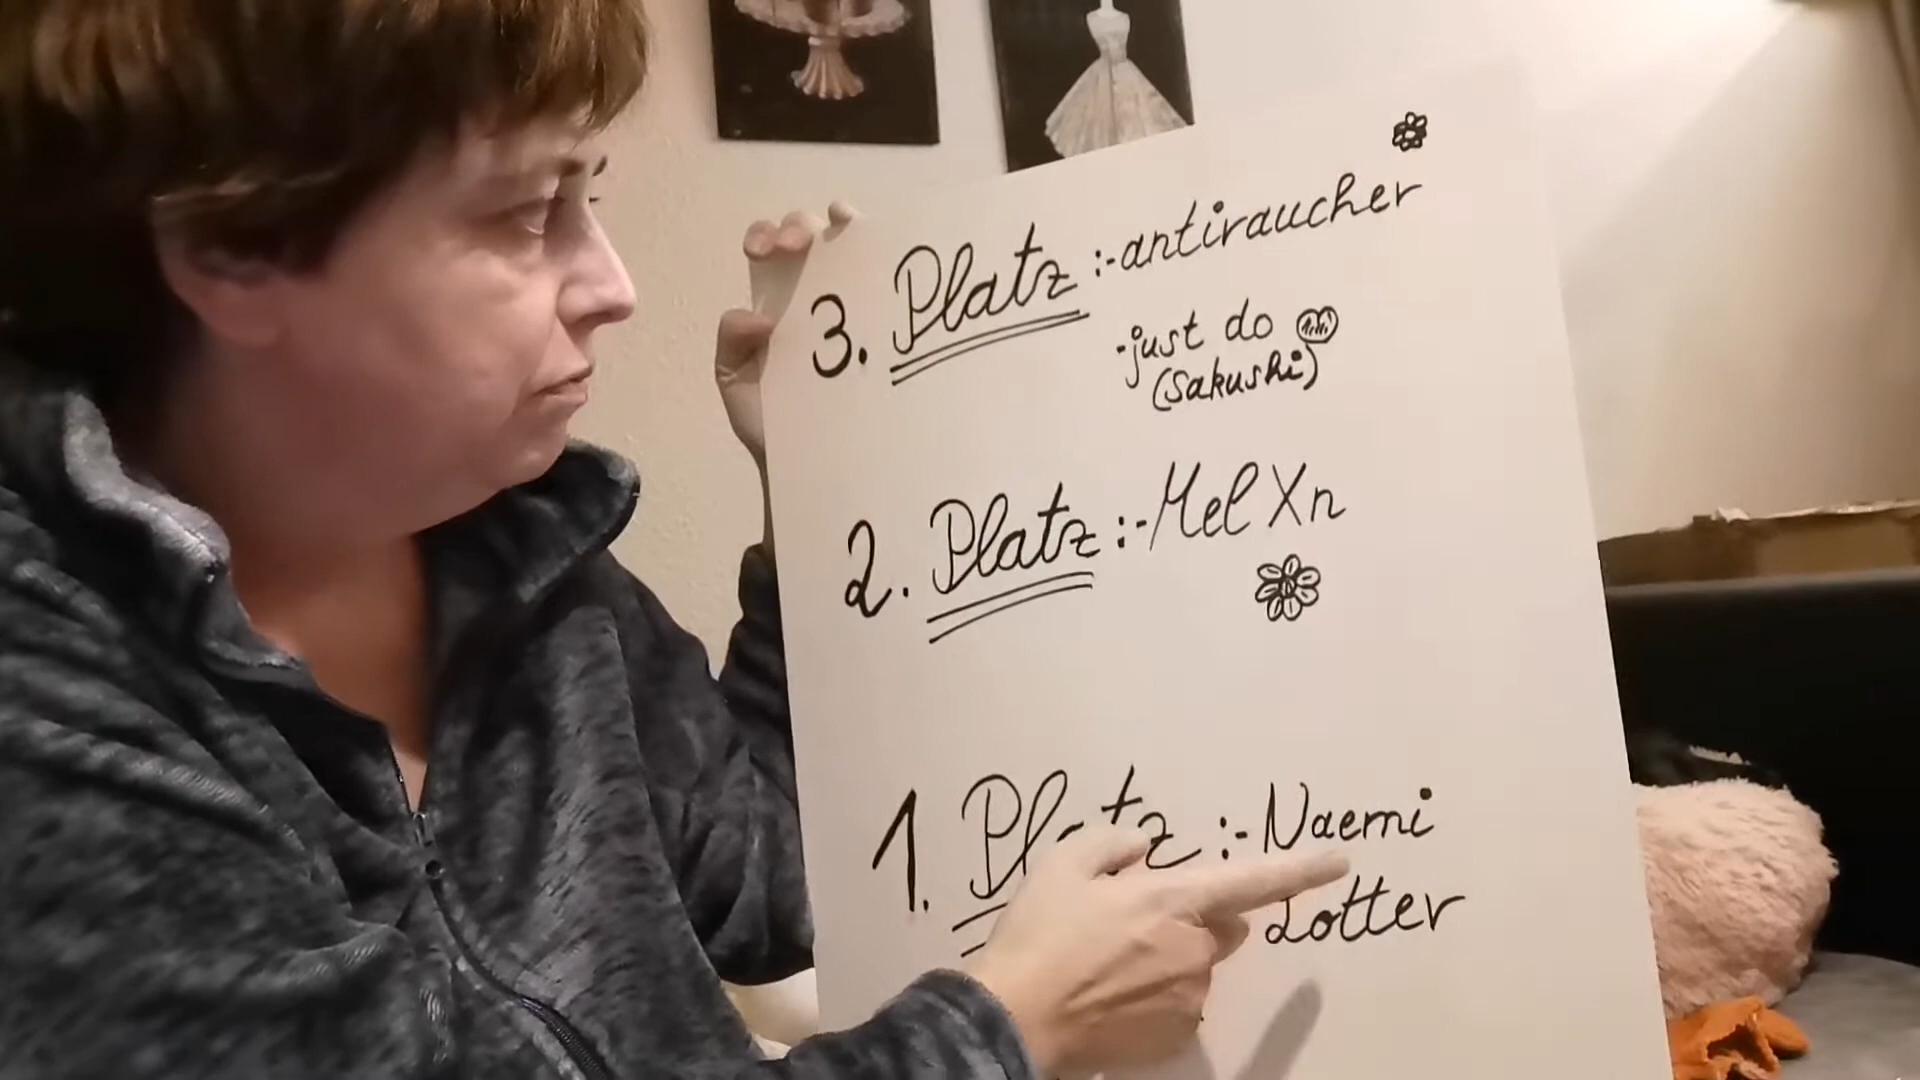 3. Platz :- antiraucher
- just do
(Sakushi)
2. Platz :- Mel Xn
1. Platz :- Naemi
Lotter